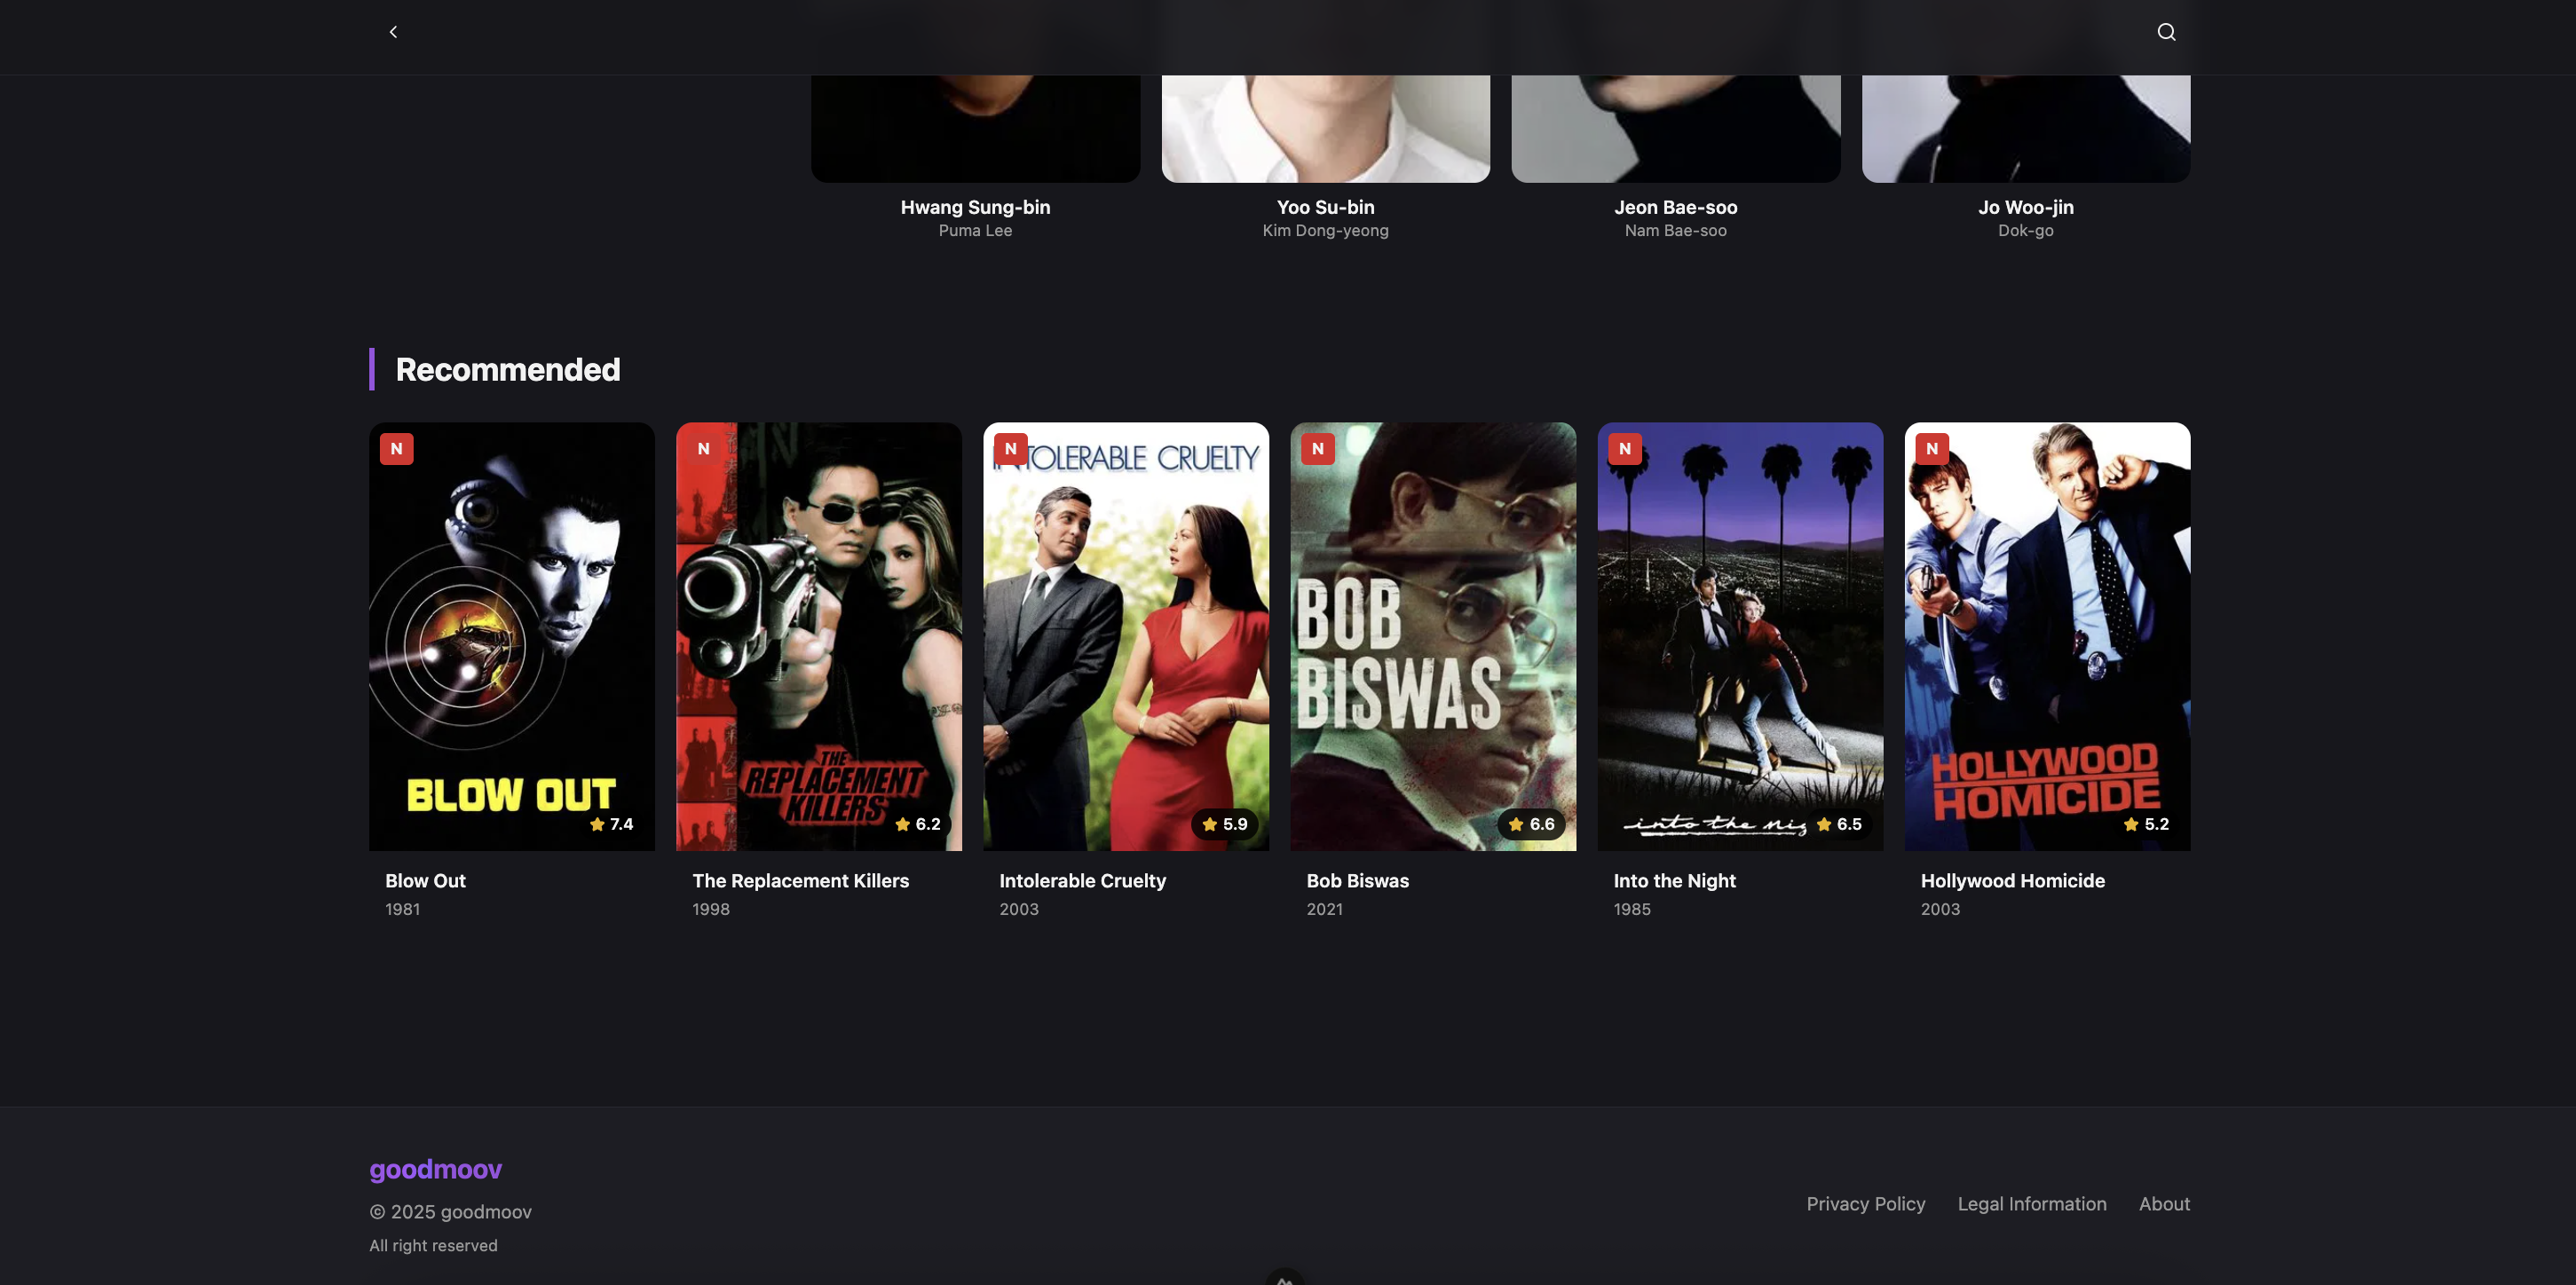 Hwang Sung-bin
Puma Lee
Yoo Su-bin
Kim Dong-yeong
Jeon Bae-soo
Nam Bae-soo
Jo Woo-jin
Dok-go
Recommended
N
BLOW OUT
7.4
Blow Out
1981
N
THE
REPLACEMENT
KILLERS
6.2
The Replacement Killers
1998
N
TOLERABLE CRUELTY
5.9
Intolerable Cruelty
2003
N
BOB
BISWAS
6.6
Bob Biswas
2021
N
into the nig
6.5
Into the Night
1985
N
HOLLYWOOD
HOMICIDE
5.2
Hollywood Homicide
2003
goodmoov
© 2025 goodmoov
All right reserved
Privacy Policy Legal Information About